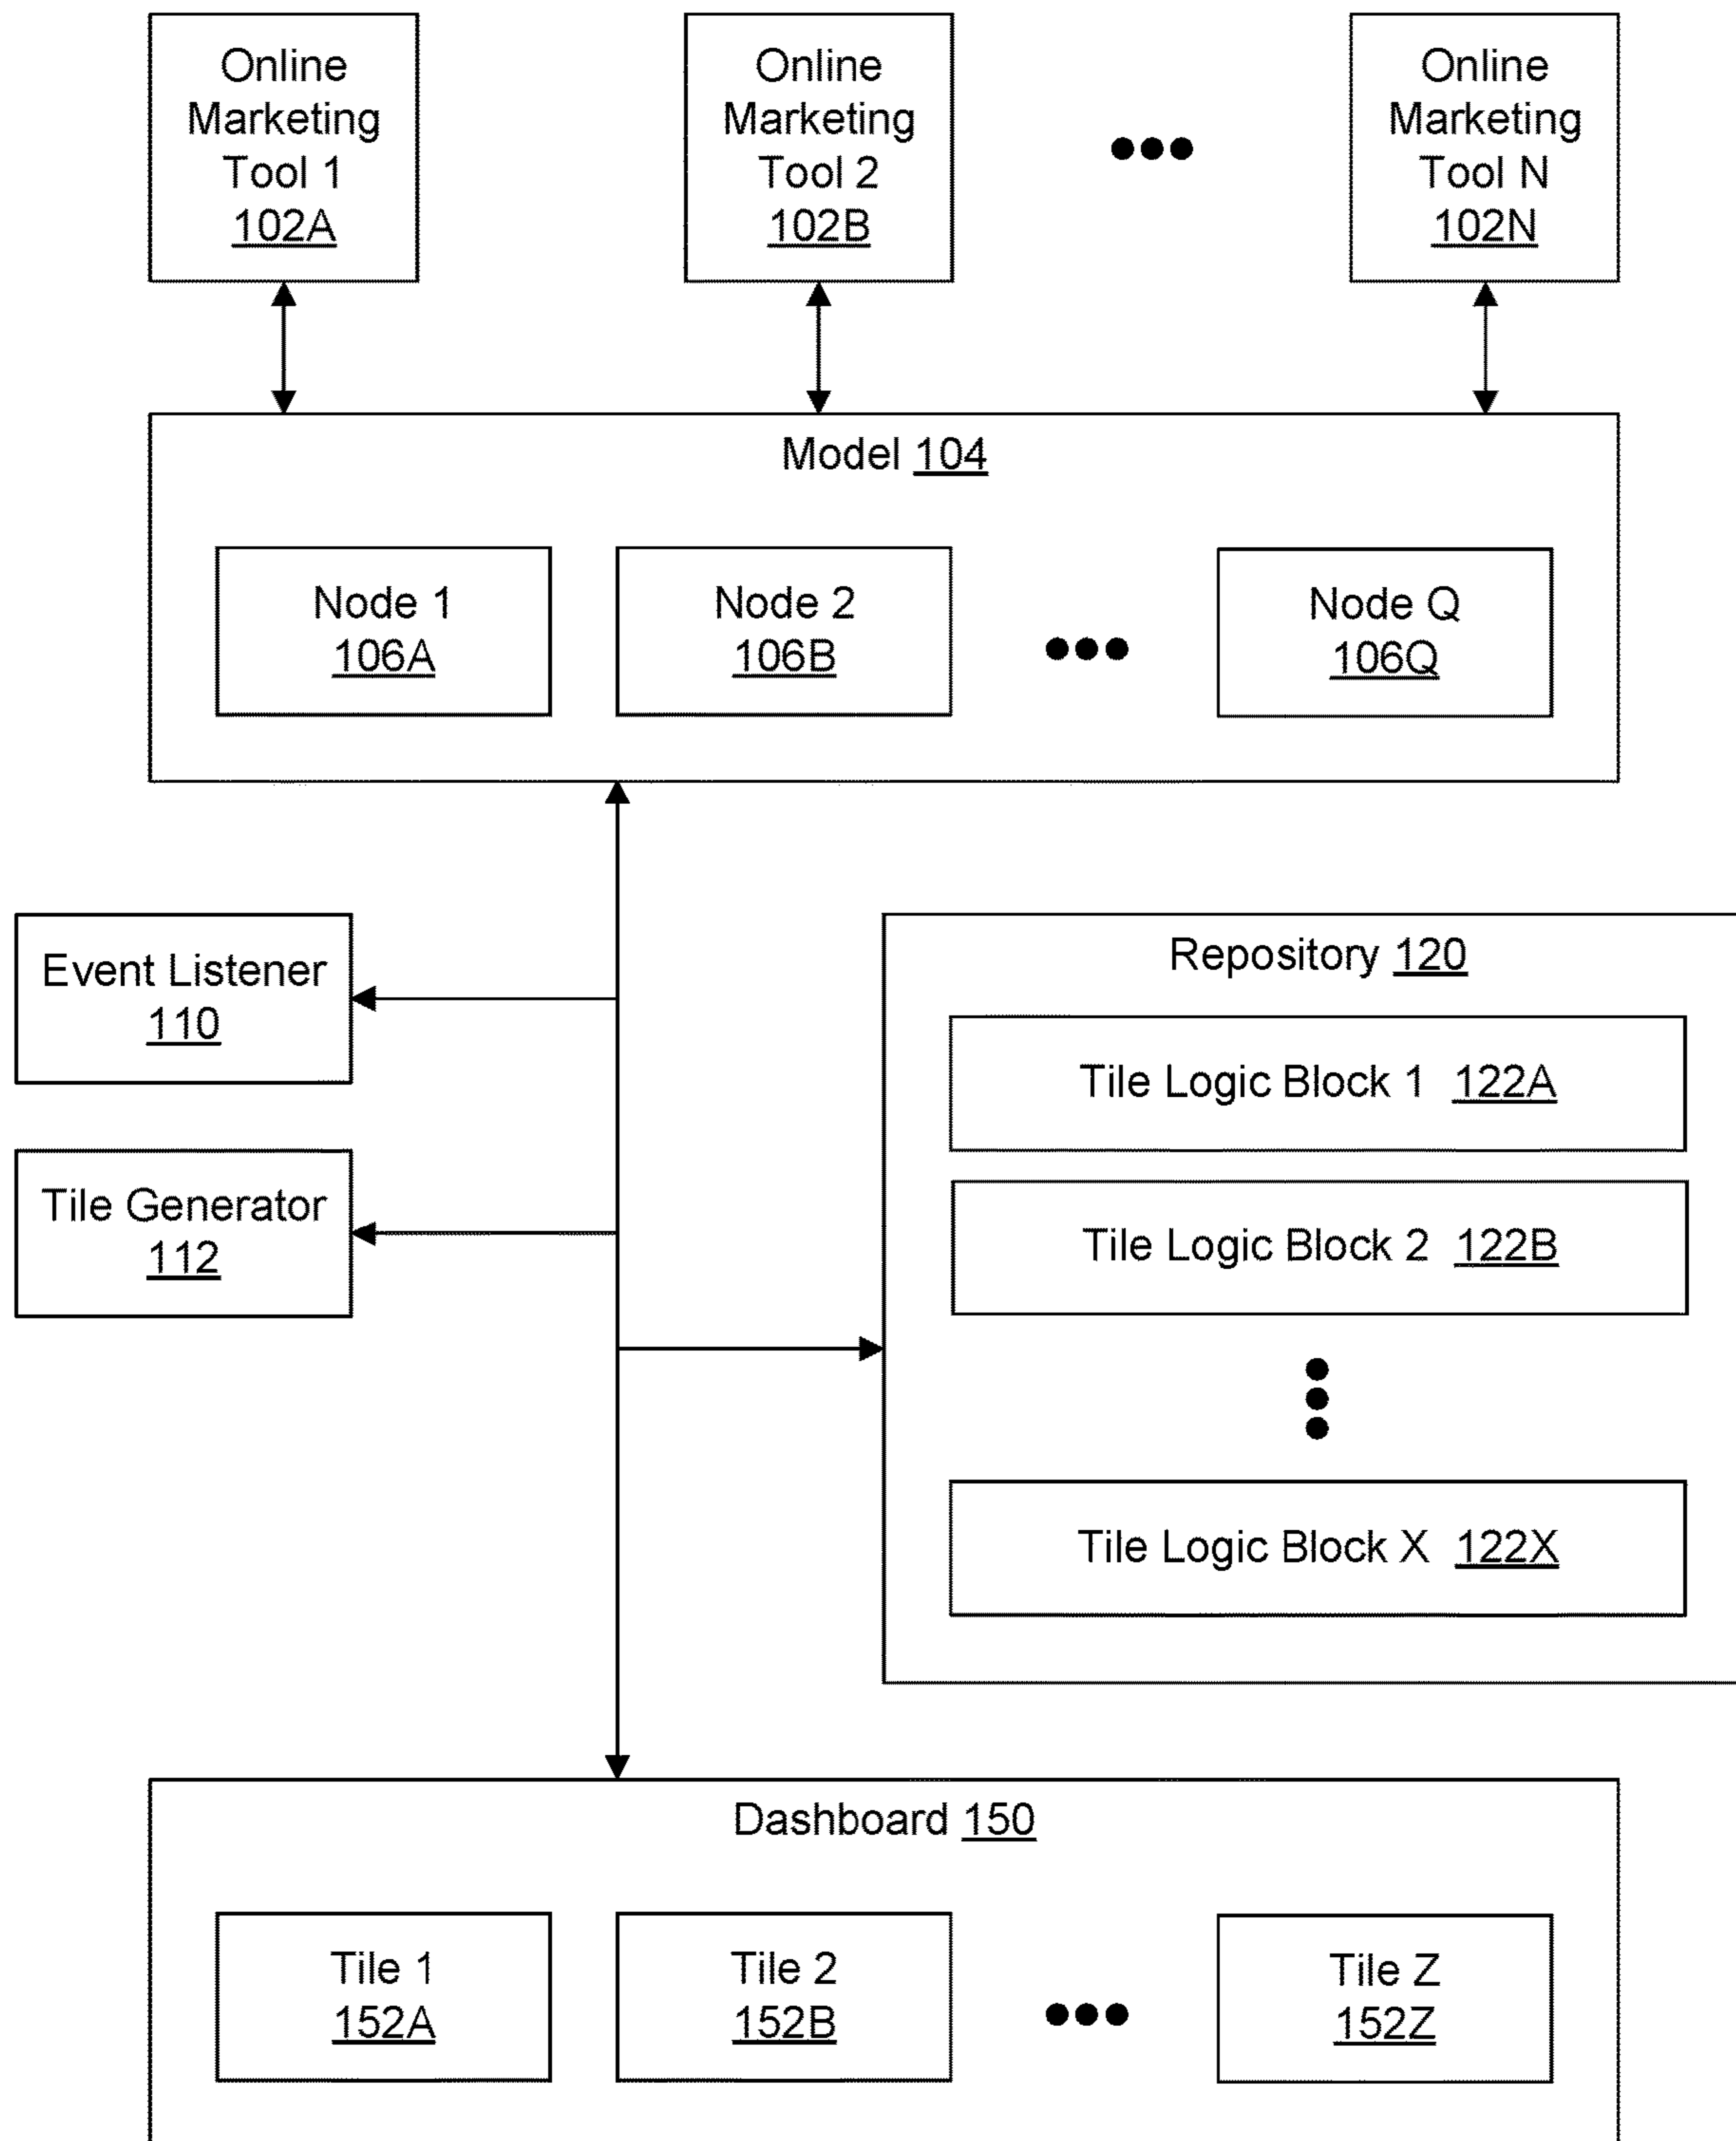 Online
Marketing
Tool 1
102A
Online
Marketing
Tool 2
102B
Online
Marketing
Tool N
102N
Model 104
Node 1
106A
Node 2
106B
Node Q
106Q
Event Listener
110
Tile Generator
112
Repository 120
Tile Logic Block 1 122A
Tile Logic Block 2 122B
Tile Logic Block X 122X
Dashboard 150
Tile 1
152A
Tile 2
152B
Tile Z
152Z